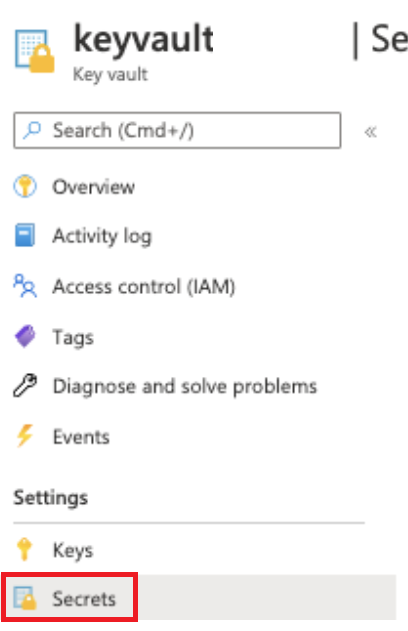 keyvault | Se
Key vault
Search (Cmd+/) «
Overview
Activity log
Access control (IAM)
Tags
Diagnose and solve problems
Events
Settings
Keys
Secrets